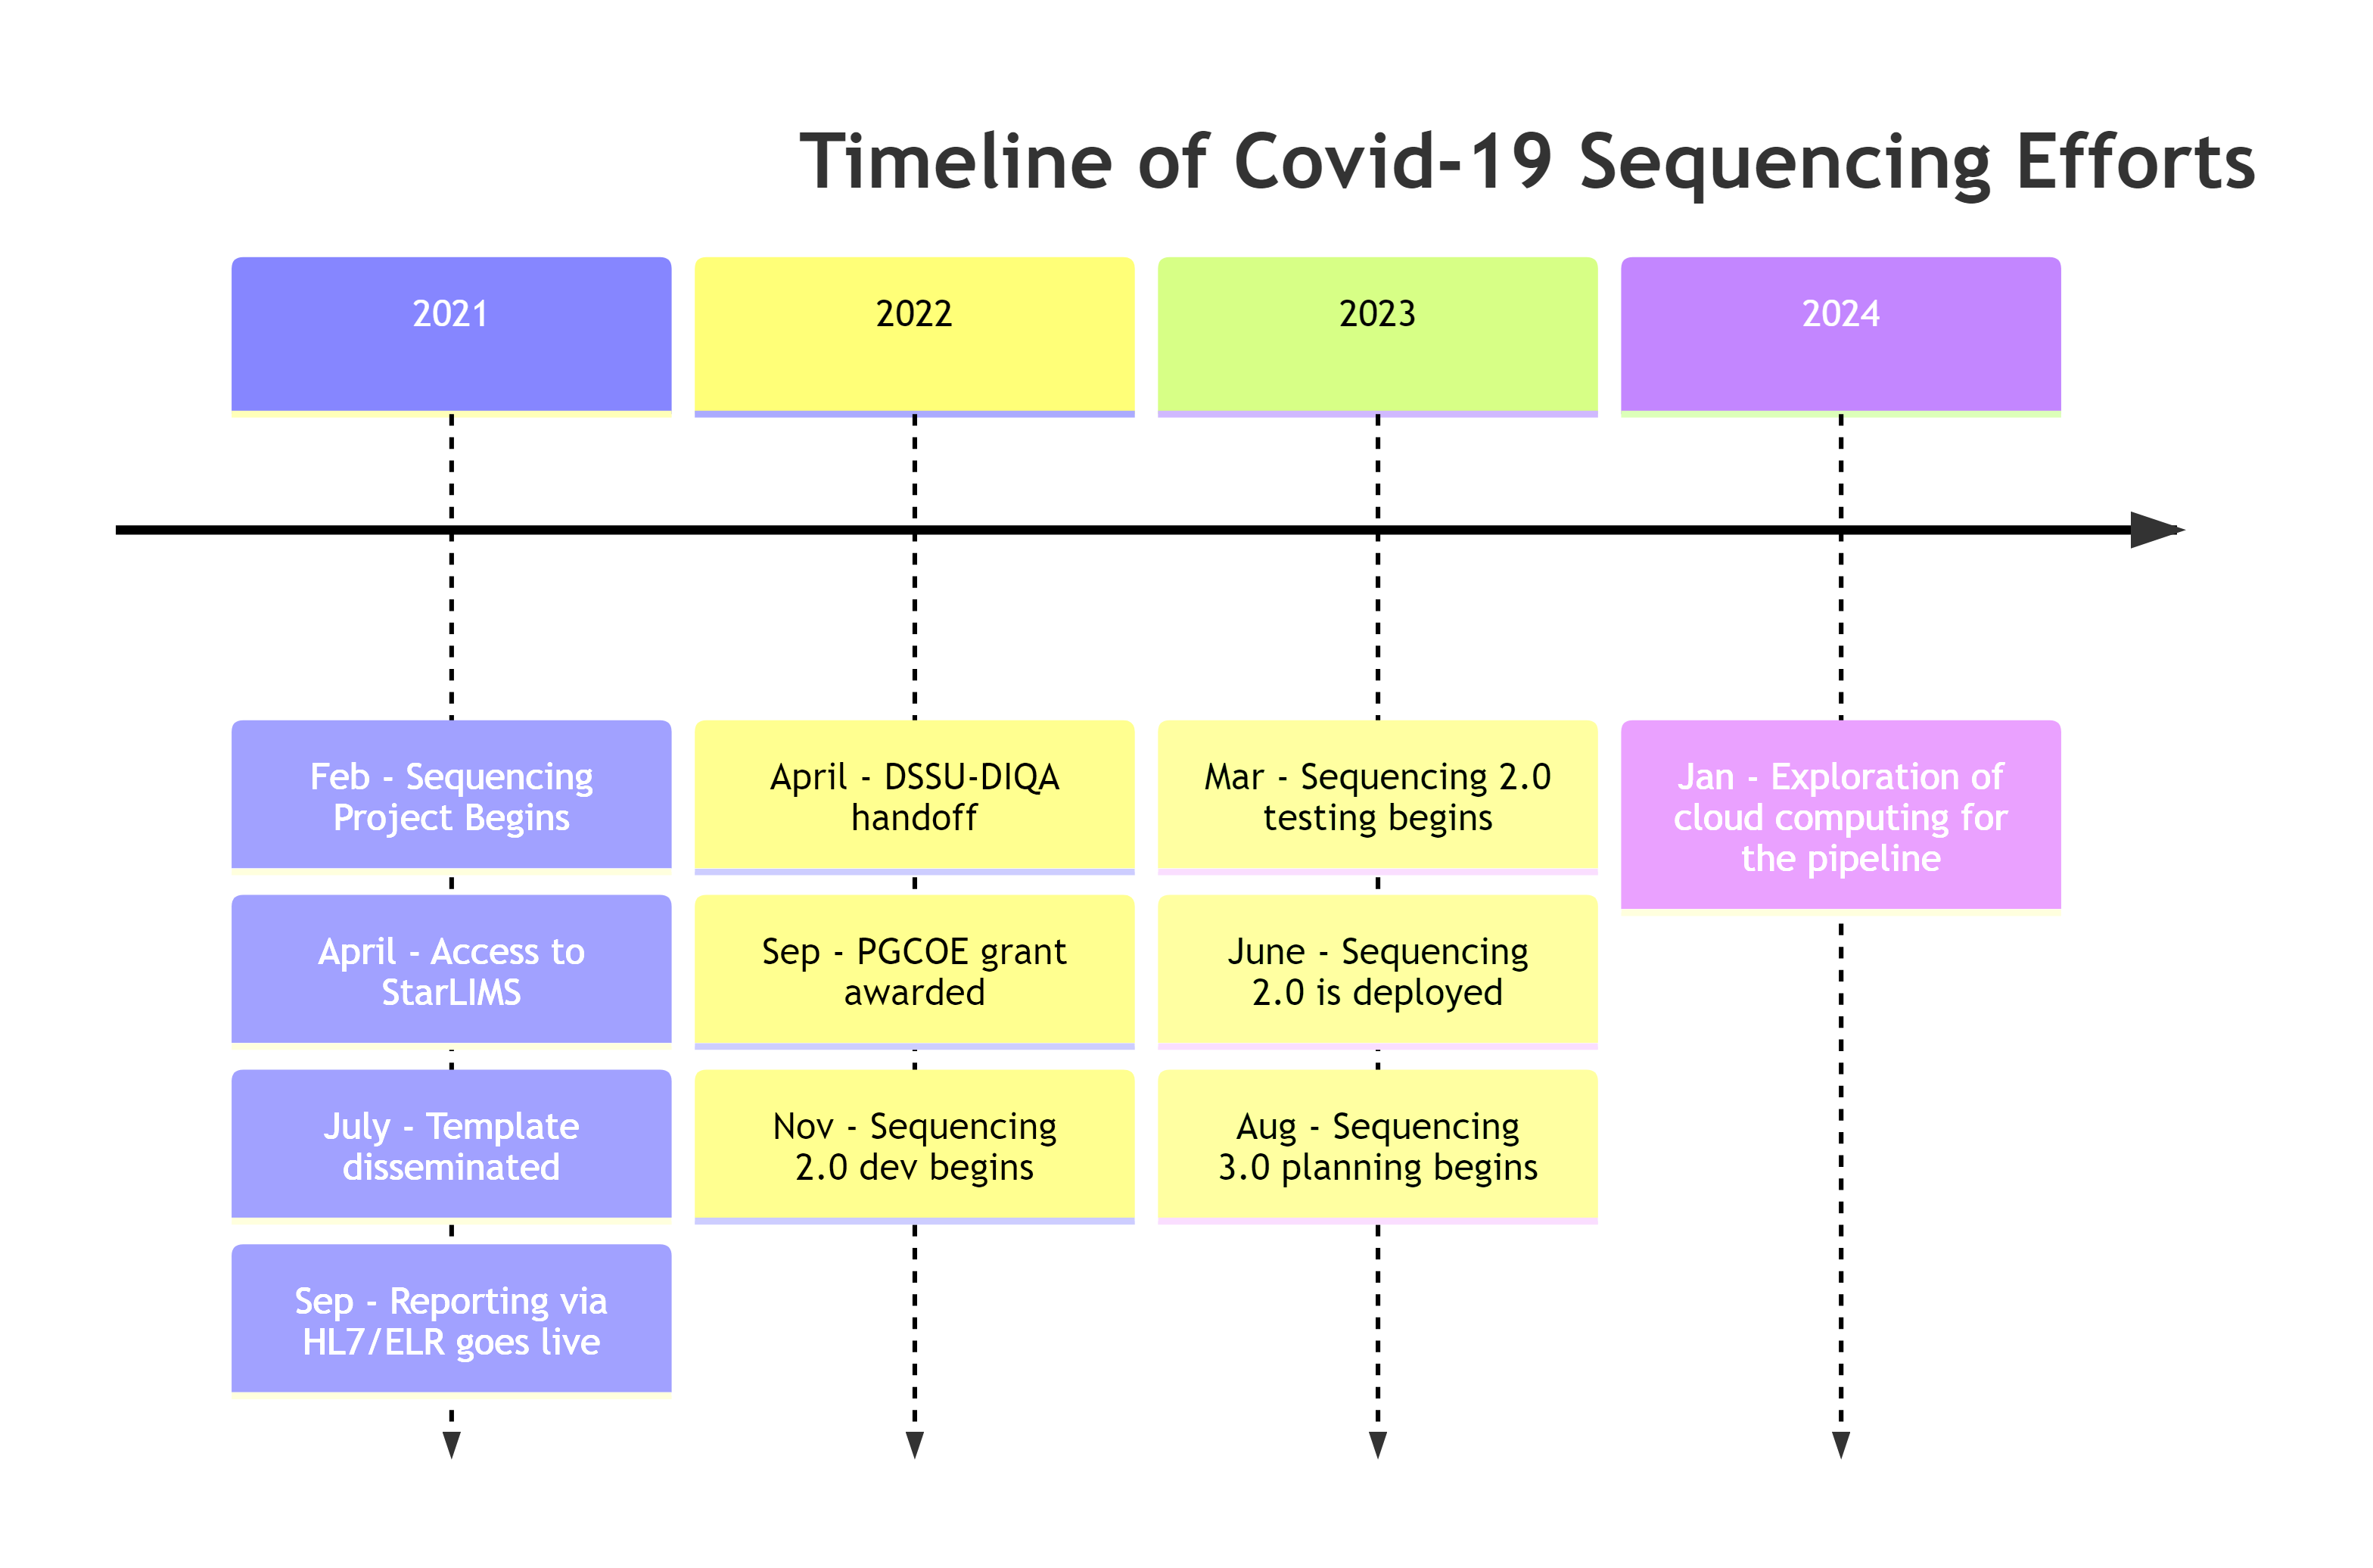 Timeline of Covid-19 Sequencing Efforts
2021
2022
2023
2024
Feb - Sequencing
Project Begins
April - Access to
StarLIMS
July - Template
disseminated
Sep - Reporting via
HL7/ELR goes live
April - DSSU-DIQA
handoff
Sep - PGCOE grant
awarded
Nov - Sequencing
2.0 dev begins
Mar - Sequencing 2.0
testing begins
June - Sequencing
2.0 is deployed
Aug - Sequencing
3.0 planning begins
Jan - Exploration of
cloud computing for
the pipeline